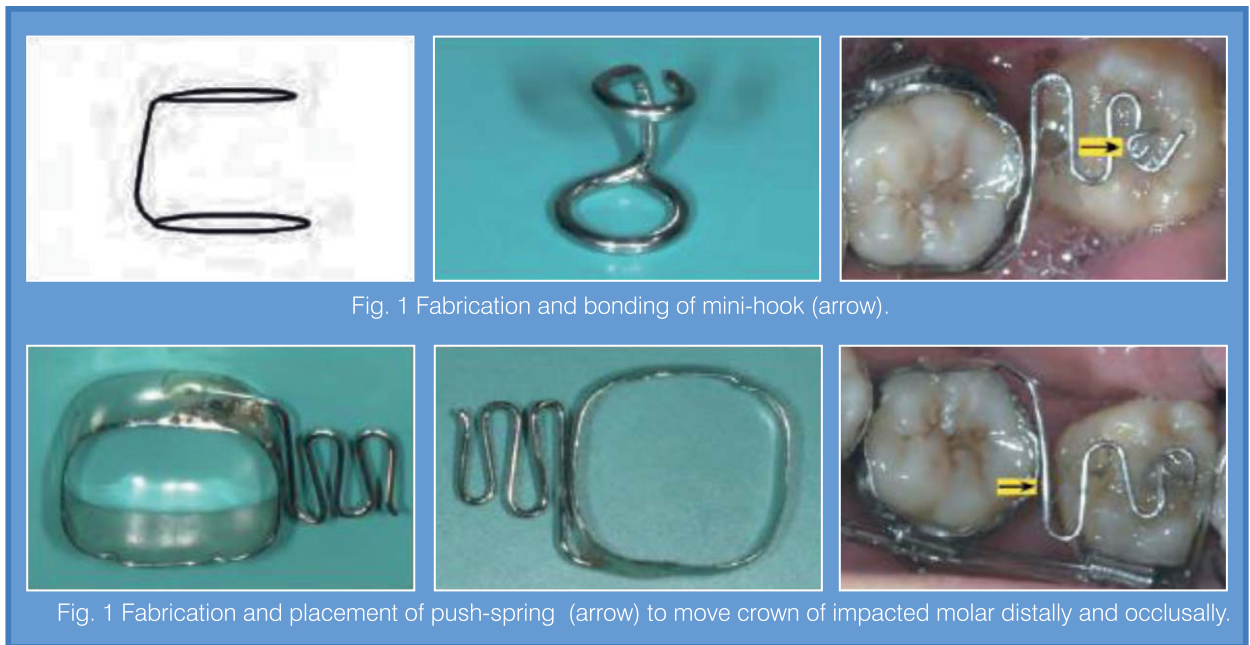 Fig. 1 Fabrication and bonding of mini-hook (arrow).
Fig. 1 Fabrication and placement of push-spring (arrow) to move crown of impacted molar distally and occlusally.